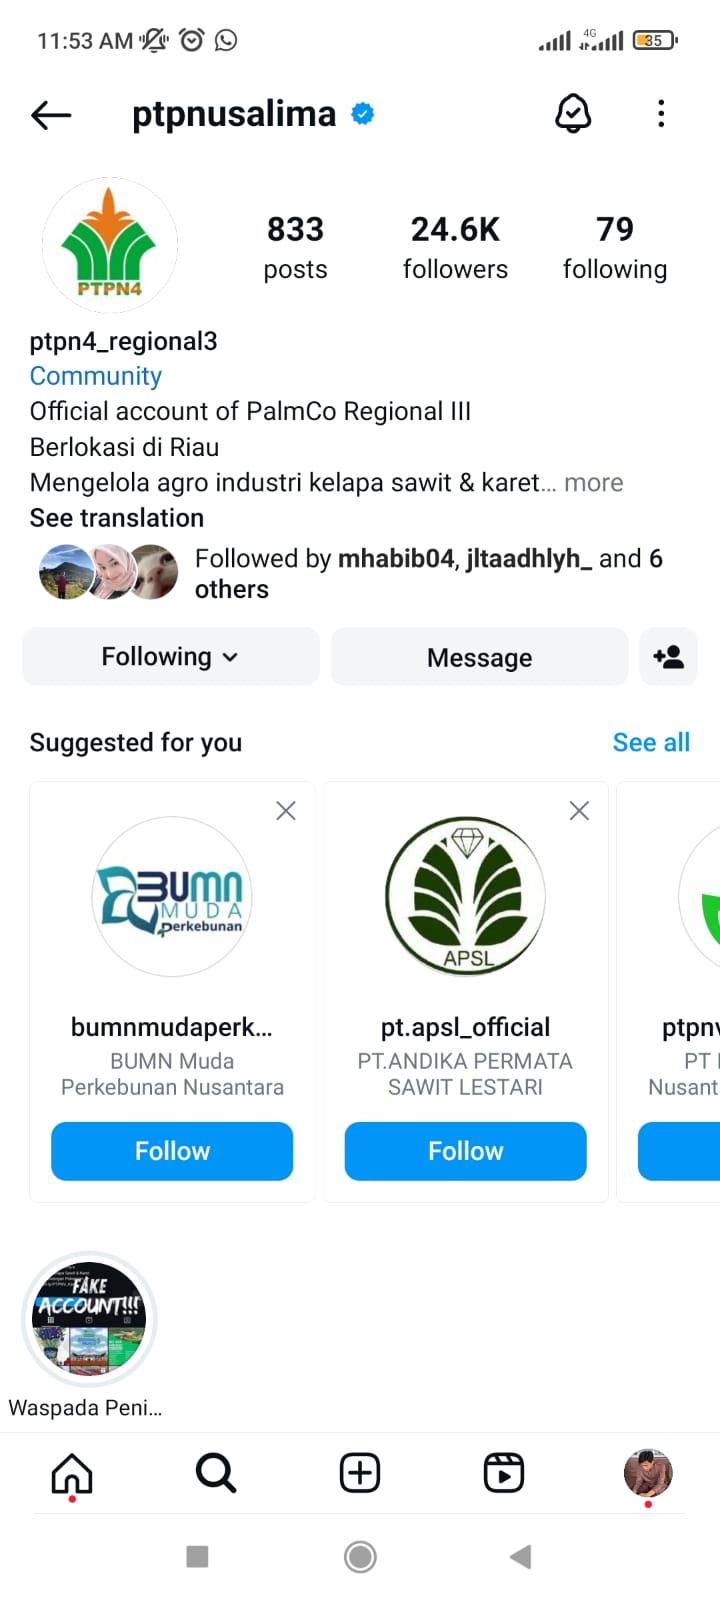 11:53 AM
4G
35
ptpnusalima
PTPN4
833
posts
24.6K
followers
79
following
ptpn4_regional3
Community
Official account of PalmCo Regional III
Berlokasi di Riau
Mengelola agro industri kelapa sawit & karet... more
See translation
Followed by mhabib04, jltaadhlyh_ and 6
others
Following
Message
Suggested for you
See all
BUMN
MUDA
Perkebunan
bumnmudaperk...
BUMN Muda
Perkebunan Nusantara
Follow
APSL
pt.apsl_official
PT.ANDIKA PERMATA
SAWIT LESTARI
Follow
ptpn
PT
Nusant
FAKE
ACCOUNT!!!
Waspada Peni...